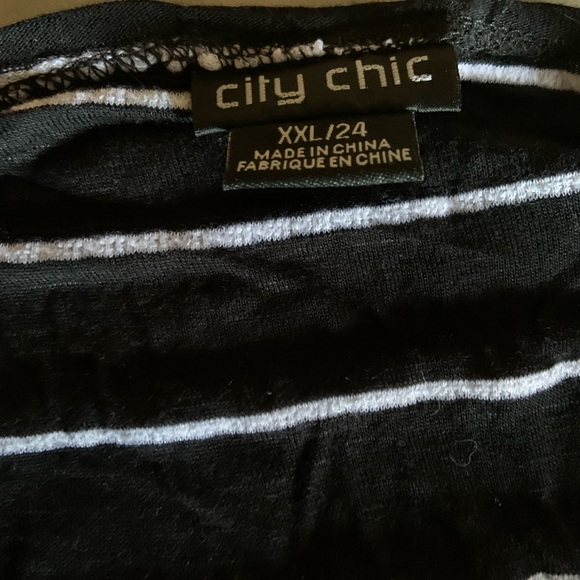 city chic
XXL/24
MADE IN CHINA
FABRIQUE EN CHINE